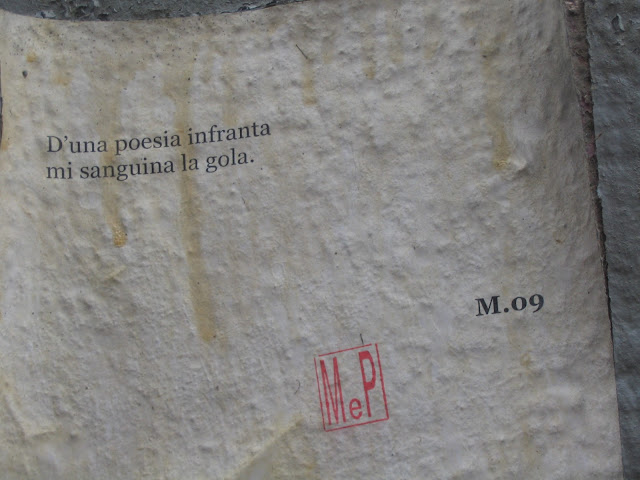 D'una poesia infranta
mi sanguina la gola.
M.09
MeP